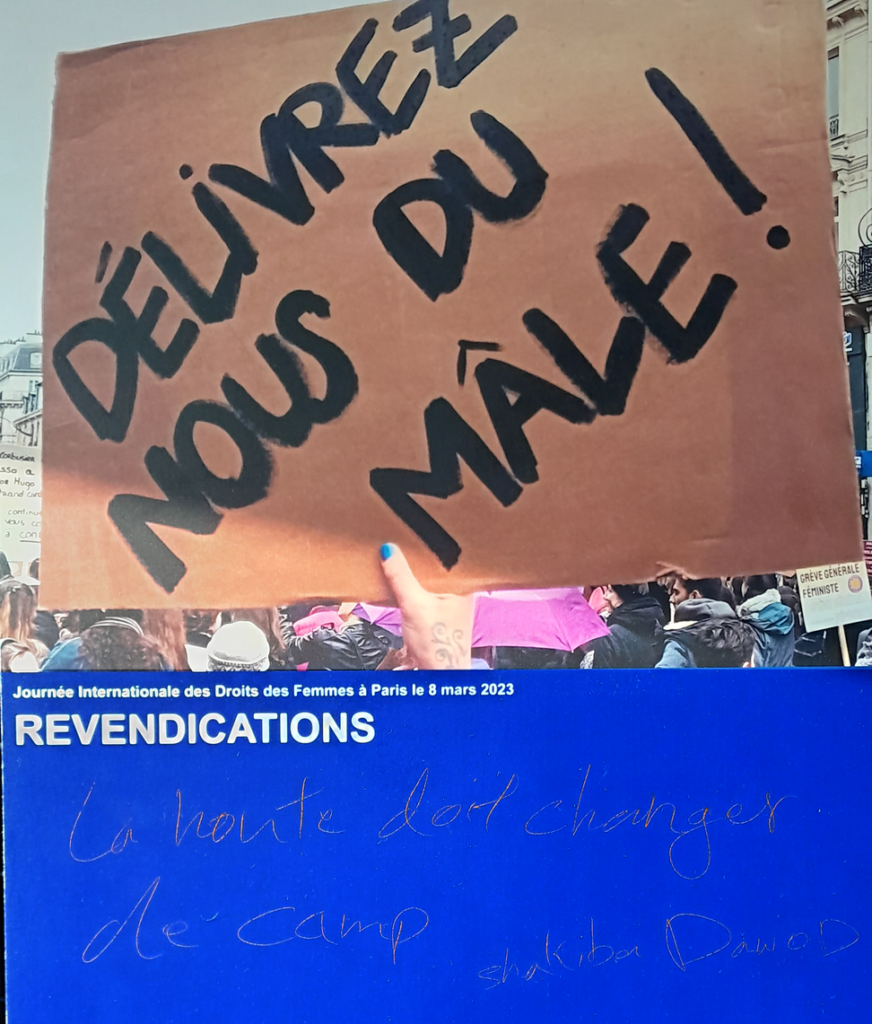 DÉLIVREZ
NOUS DU
MÂLE !
GRÈVE GÉNÉRALE
FÉMINISTE
Journée Internationale des Droits des Femmes à Paris le 8 mars 2023
REVENDICATIONS
La honte doit changer
de camp
shakiba DAWOD